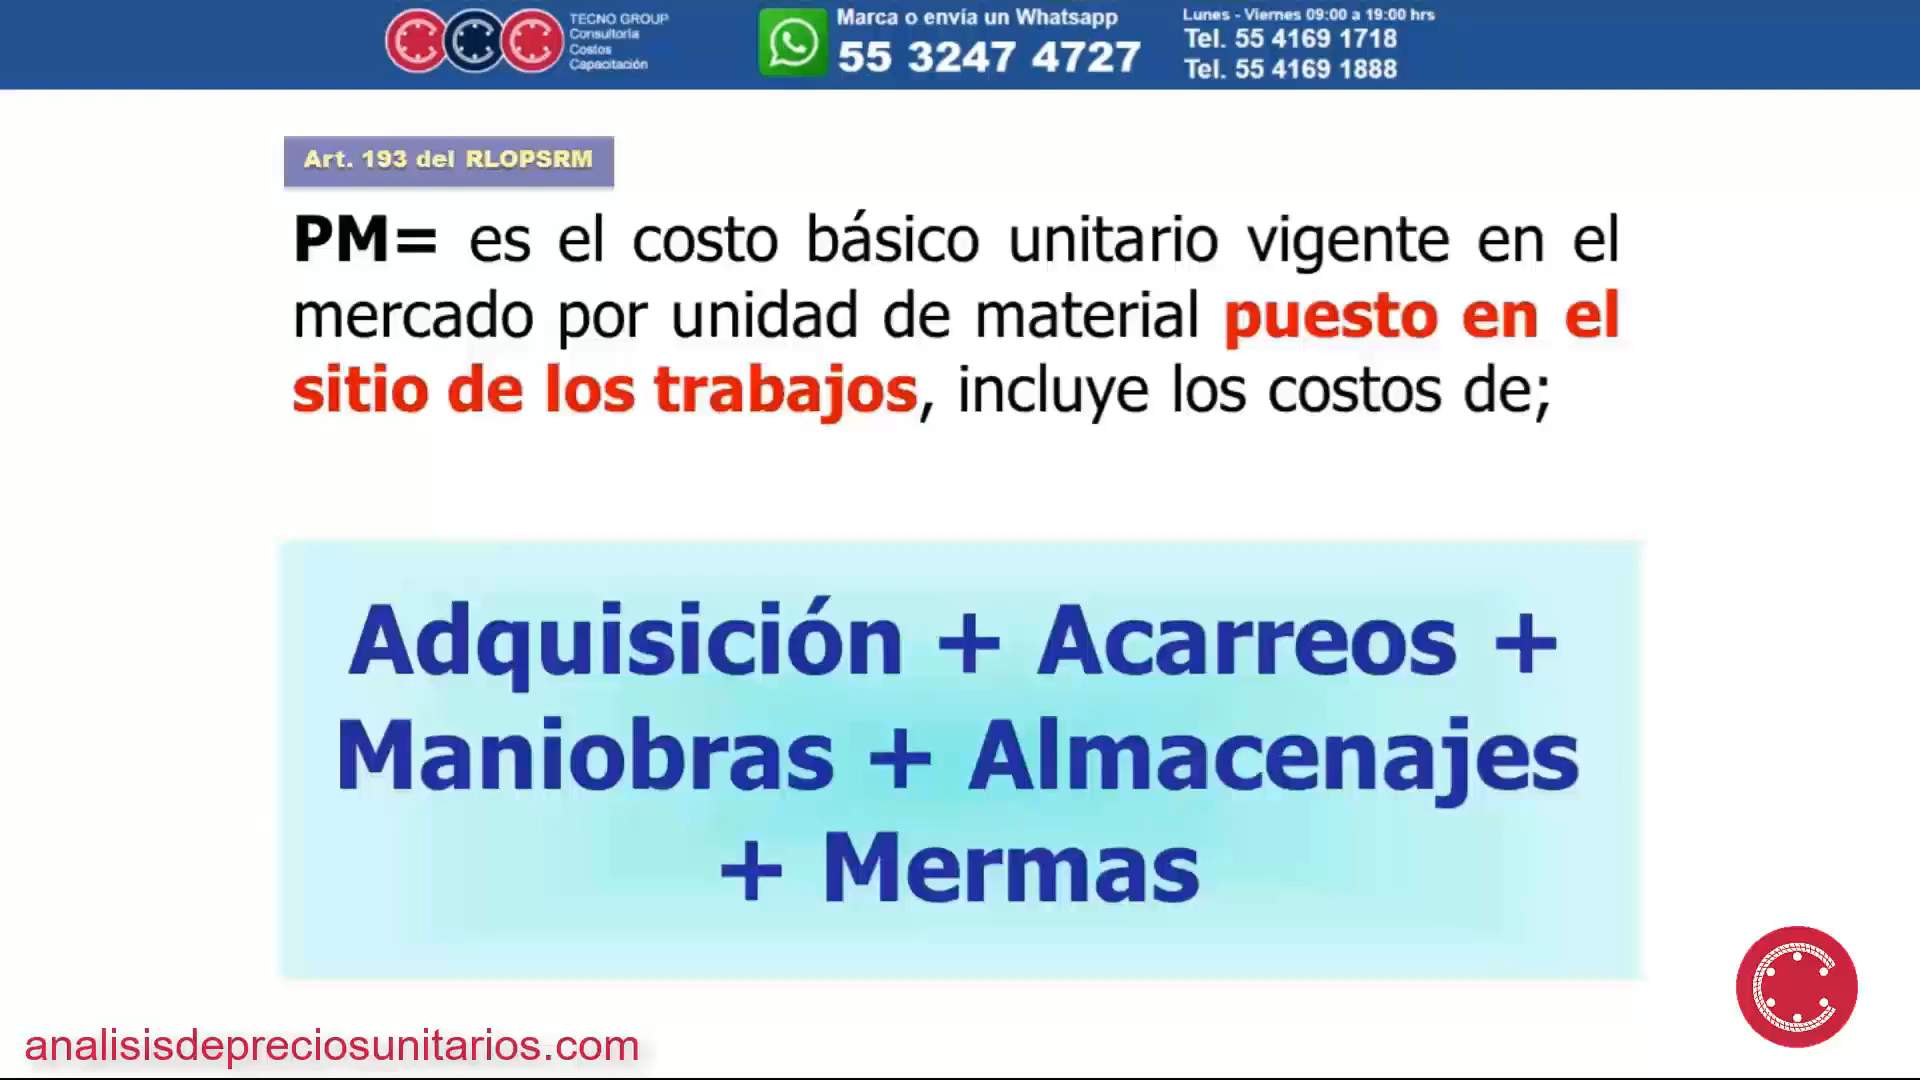 TECNO GROUP
Consultoría
Costos
Capacitación
Marca o envía un Whatsapp
55 3247 4727
Lunes - Viernes 09:00 a 19:00 hrs
Tel. 55 4169 1718
Tel. 55 4169 1888
Art. 193 del RLOPSRM
PM= es el costo básico unitario vigente en el
mercado por unidad de material puesto en el
sitio de los trabajos, incluye los costos de;
Adquisición + Acarreos +
Maniobras + Almacenajes
+ Mermas
analisisdepreciosunitarios.com